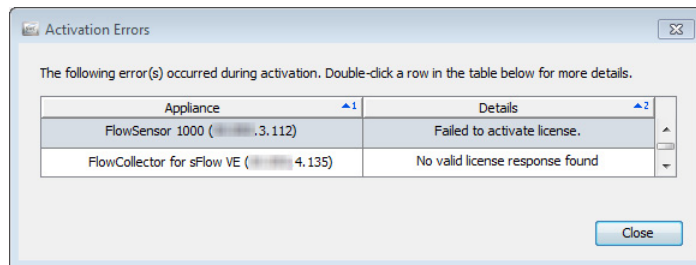 Activation Errors
The following error(s) occurred during activation. Double-click a row in the table below for more details.
Appliance 1 Details 2
FlowSensor 1000 ( .3.112) Failed to activate license.
FlowCollector for sFlow VE ( 4.135) No valid license response found
Close